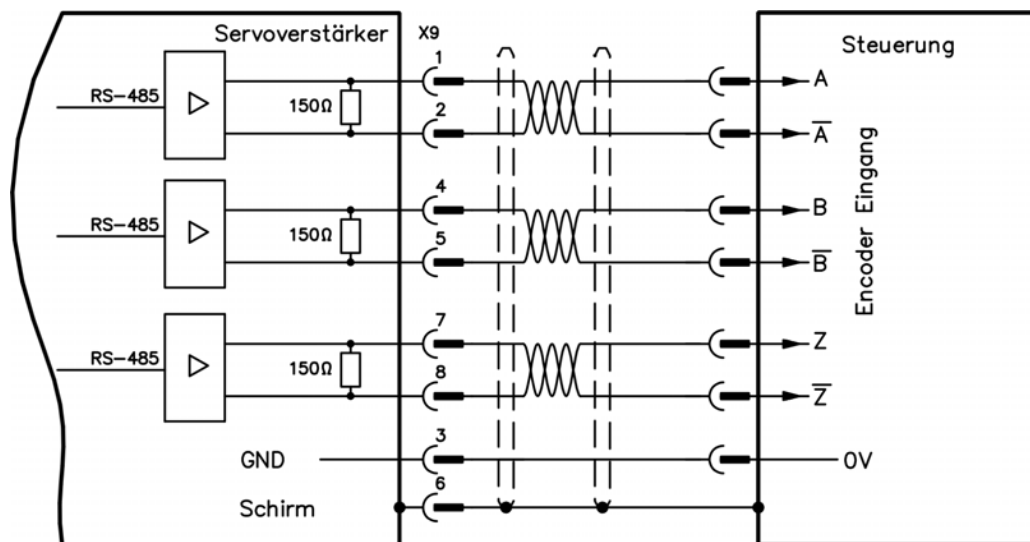 Servoverstärker
X9
Steuerung
1
A
RS-485
150Ω
2
A̅
4
B
RS-485
150Ω
5
B̅
Encoder Eingang
7
Z
RS-485
150Ω
8
Z̅
3
GND
0V
6
Schirm